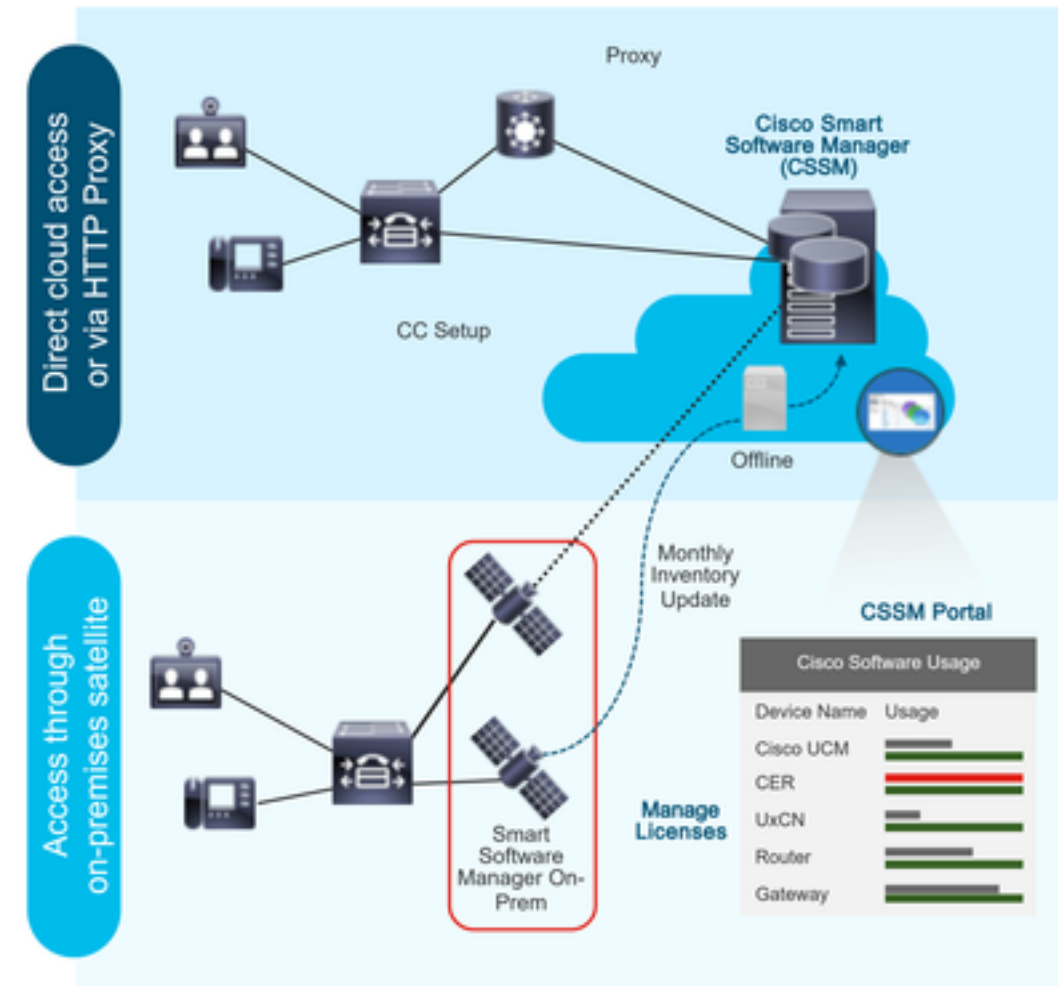 Direct cloud access
or via HTTP Proxy
Proxy
Cisco Smart
Software Manager
(CSSM)
CC Setup
Offline
Access through
on-premises satellite
Monthly
Inventory
Update
Smart
Software
Manager On-
Prem
Manage
Licenses
CSSM Portal
Cisco Software Usage
Device Name Usage
Cisco UCM
CER
UxCN
Router
Gateway